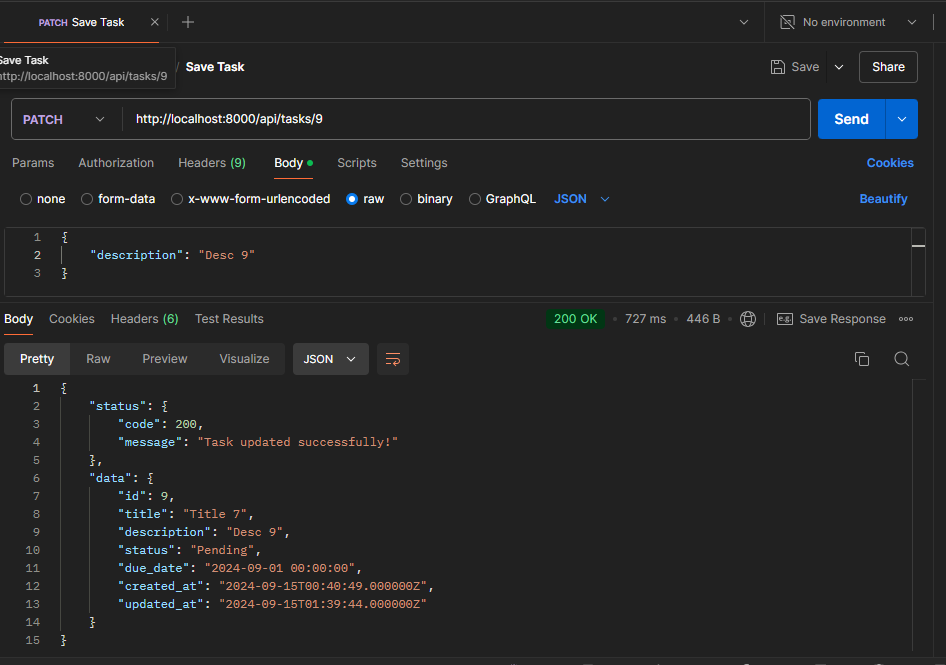 PATCH Save Task
No environment
Save Task
http://localhost:8000/api/tasks/9
/ Save Task
Save
Share
PATCH
http://localhost:8000/api/tasks/9
Send
Params Authorization Headers (9) Body Scripts Settings Cookies
none form-data x-www-form-urlencoded raw binary GraphQL JSON Beautify
1 {
2 "description": "Desc 9"
3 }
Body Cookies Headers (6) Test Results 200 OK 727 ms 446 B e.g. Save Response
Pretty Raw Preview Visualize JSON
1 {
2 "status": {
3 "code": 200,
4 "message": "Task updated successfully!"
5 },
6 "data": {
7 "id": 9,
8 "title": "Title 7",
9 "description": "Desc 9",
10 "status": "Pending",
11 "due_date": "2024-09-01 00:00:00",
12 "created_at": "2024-09-15T00:40:49.000000Z",
13 "updated_at": "2024-09-15T01:39:44.000000Z"
14 }
15 }